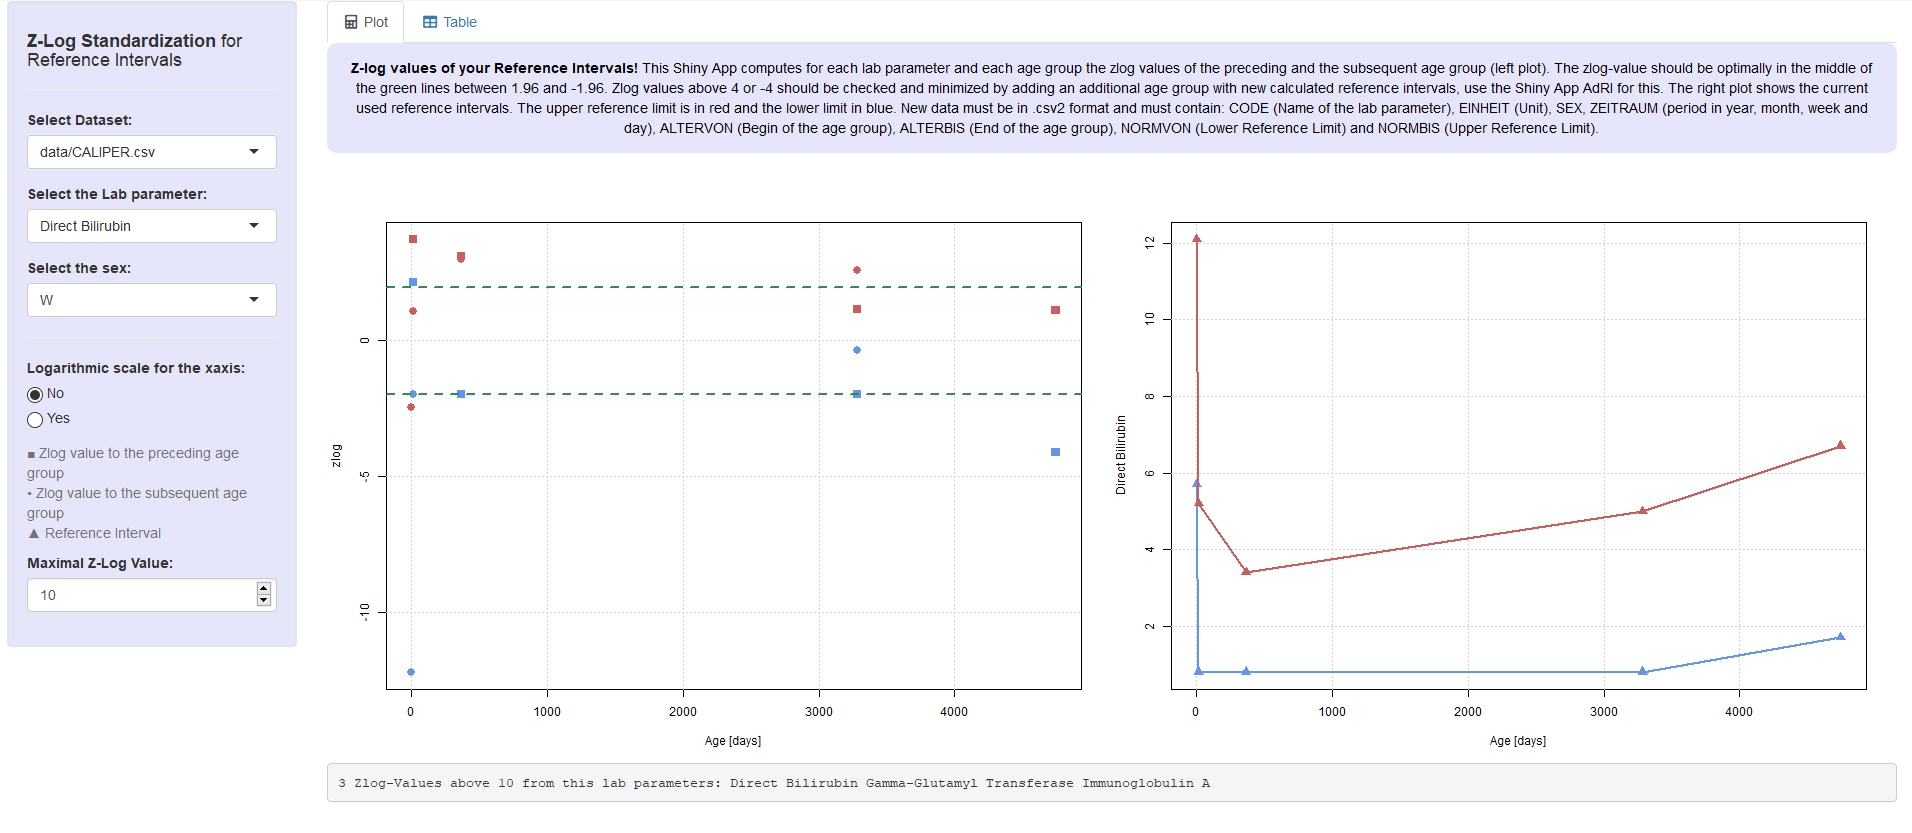 Z-Log Standardization for
Reference Intervals
Select Dataset:
data/CALIPER.csv
Select the Lab parameter:
Direct Bilirubin
Select the sex:
W
Logarithmic scale for the xaxis:
No
Yes
■ Zlog value to the preceding age
group
• Zlog value to the subsequent age
group
▲ Reference Interval
Maximal Z-Log Value:
10
Plot
Table
Z-log values of your Reference Intervals! This Shiny App computes for each lab parameter and each age group the zlog values of the preceding and the subsequent age group (left plot). The zlog-value should be optimally in the middle of
the green lines between 1.96 and -1.96. Zlog values above 4 or -4 should be checked and minimized by adding an additional age group with new calculated reference intervals, use the Shiny App AdRI for this. The right plot shows the current
used reference intervals. The upper reference limit is in red and the lower limit in blue. New data must be in .csv2 format and must contain: CODE (Name of the lab parameter), EINHEIT (Unit), SEX, ZEITRAUM (period in year, month, week and
day), ALTERVON (Begin of the age group), ALTERBIS (End of the age group), NORMVON (Lower Reference Limit) and NORMBIS (Upper Reference Limit).
zlog
0
-5
-10
0 1000 2000 3000 4000
Age [days]
Direct Bilirubin
12
10
8
6
4
2
0 1000 2000 3000 4000
Age [days]
3 Zlog-Values above 10 from this lab parameters: Direct Bilirubin Gamma-Glutamyl Transferase Immunoglobulin A